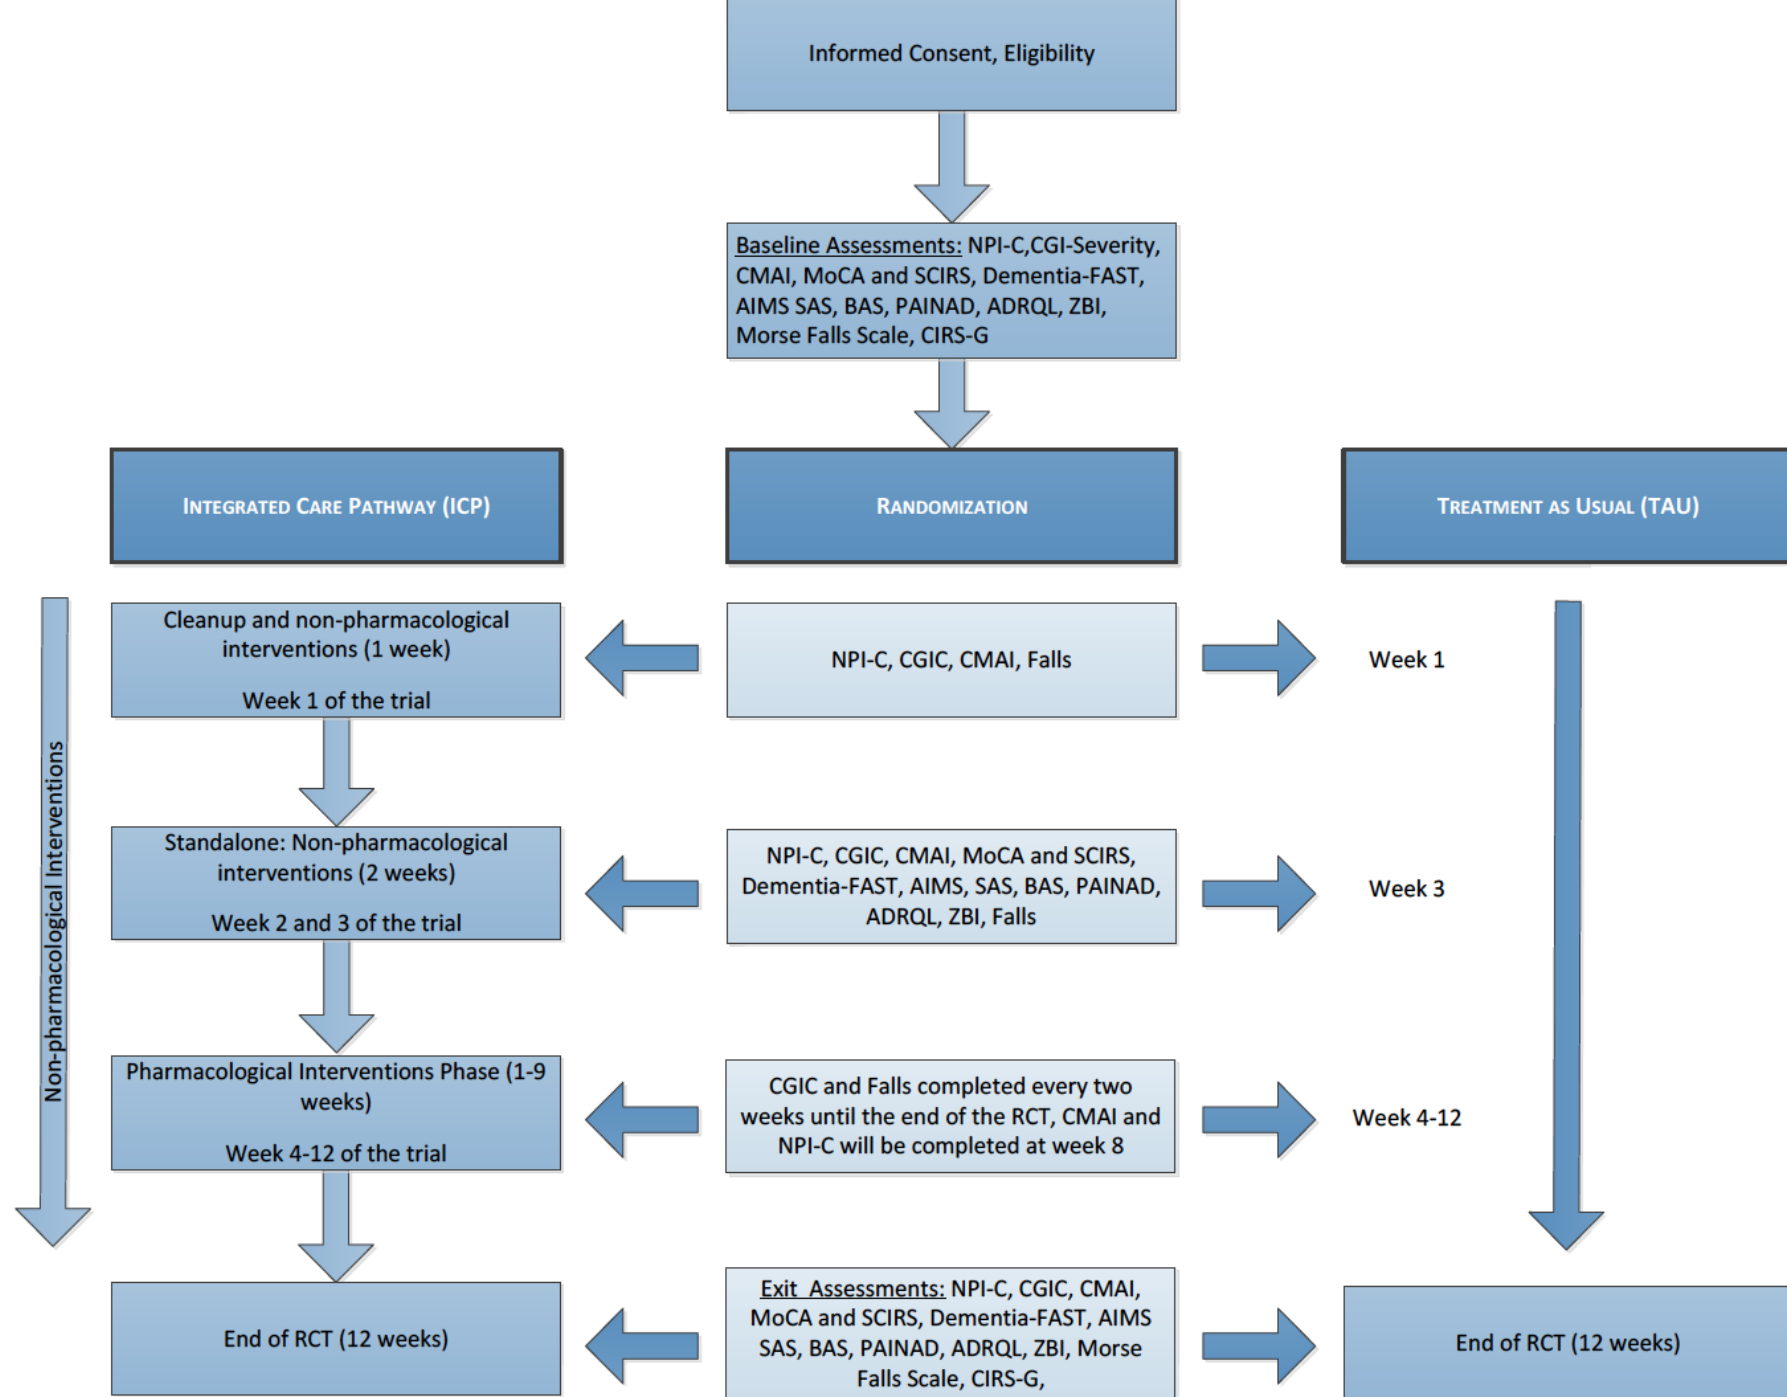 Informed Consent, Eligibility
Baseline Assessments: NPI-C,CGI-Severity,
CMAI, MoCA and SCIRS, Dementia-FAST,
AIMS SAS, BAS, PAINAD, ADRQL, ZBI,
Morse Falls Scale, CIRS-G
INTEGRATED CARE PATHWAY (ICP)
RANDOMIZATION
TREATMENT AS USUAL (TAU)
Non-pharmacological Interventions
Cleanup and non-pharmacological
interventions (1 week)
Week 1 of the trial
NPI-C, CGIC, CMAI, Falls
Week 1
Standalone: Non-pharmacological
interventions (2 weeks)
Week 2 and 3 of the trial
NPI-C, CGIC, CMAI, MoCA and SCIRS,
Dementia-FAST, AIMS, SAS, BAS, PAINAD,
ADRQL, ZBI, Falls
Week 3
Pharmacological Interventions Phase (1-9
weeks)
Week 4-12 of the trial
CGIC and Falls completed every two
weeks until the end of the RCT, CMAI and
NPI-C will be completed at week 8
Week 4-12
End of RCT (12 weeks)
Exit  Assessments: NPI-C, CGIC, CMAI,
MoCA and SCIRS, Dementia-FAST, AIMS
SAS, BAS, PAINAD, ADRQL, ZBI, Morse
Falls Scale, CIRS-G,
End of RCT (12 weeks)